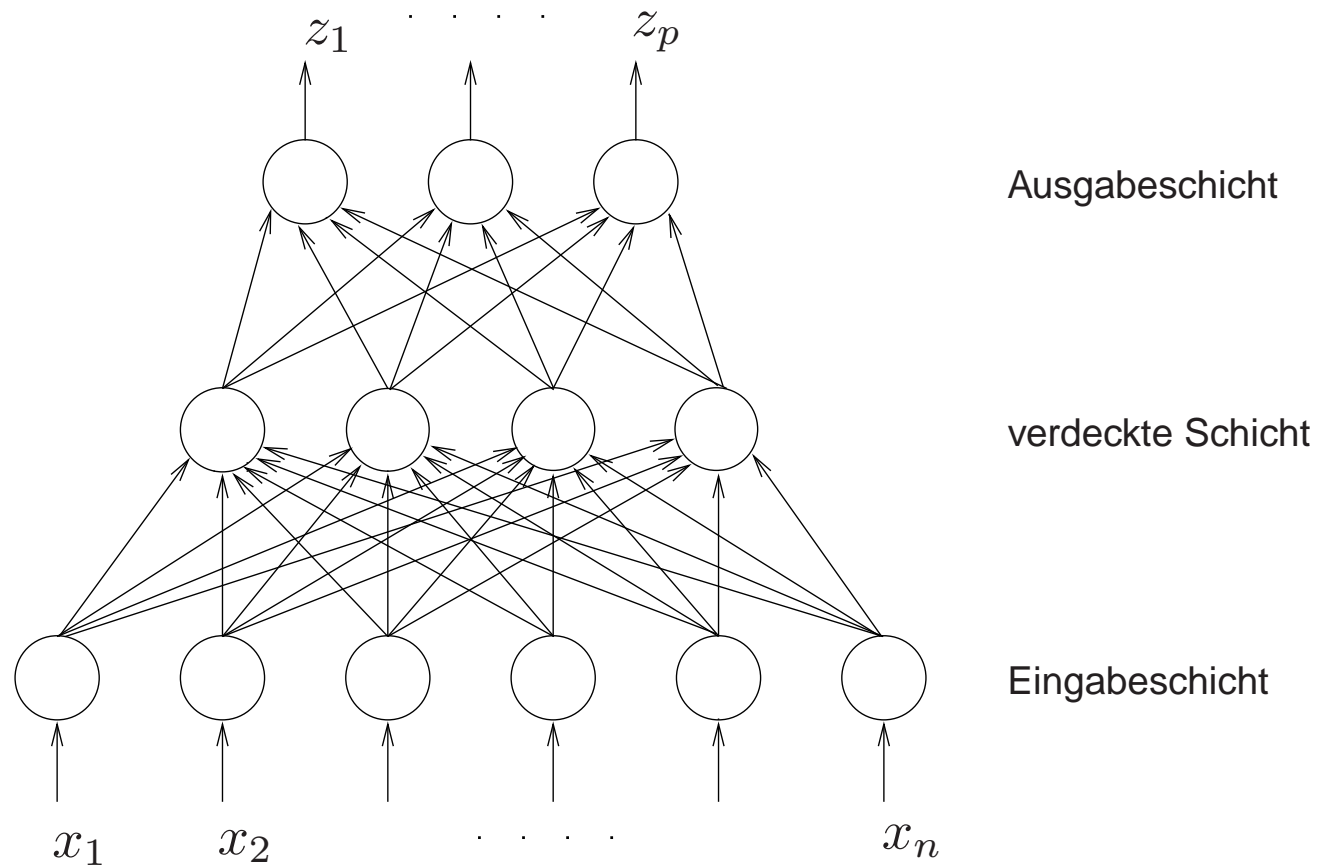 z₁ · · · · zₚ
Ausgabeschicht
verdeckte Schicht
Eingabeschicht
x₁ x₂ · · · · xₙ